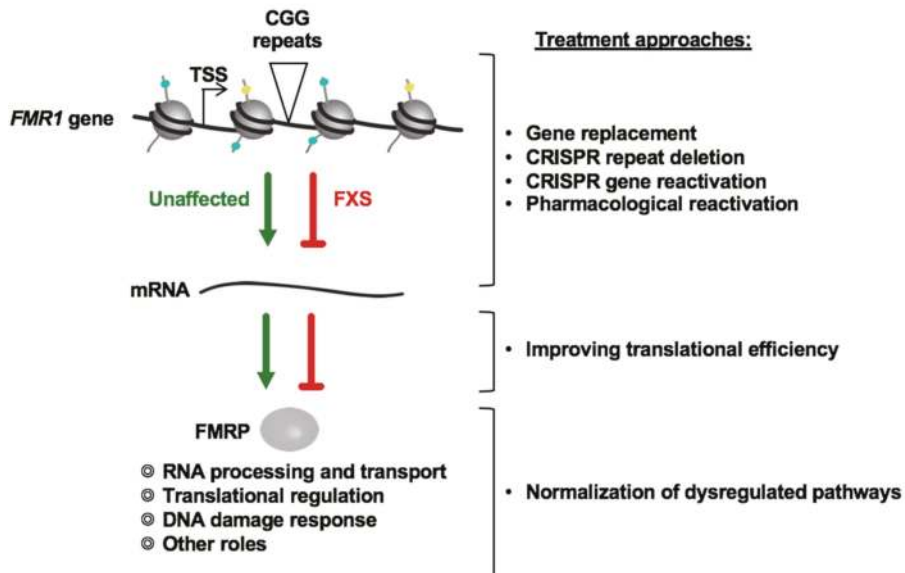 CGG
repeats
TSS
FMR1 gene
Unaffected
FXS
mRNA
FMRP
◎ RNA processing and transport
◎ Translational regulation
◎ DNA damage response
◎ Other roles
Treatment approaches:
• Gene replacement
• CRISPR repeat deletion
• CRISPR gene reactivation
• Pharmacological reactivation
• Improving translational efficiency
• Normalization of dysregulated pathways